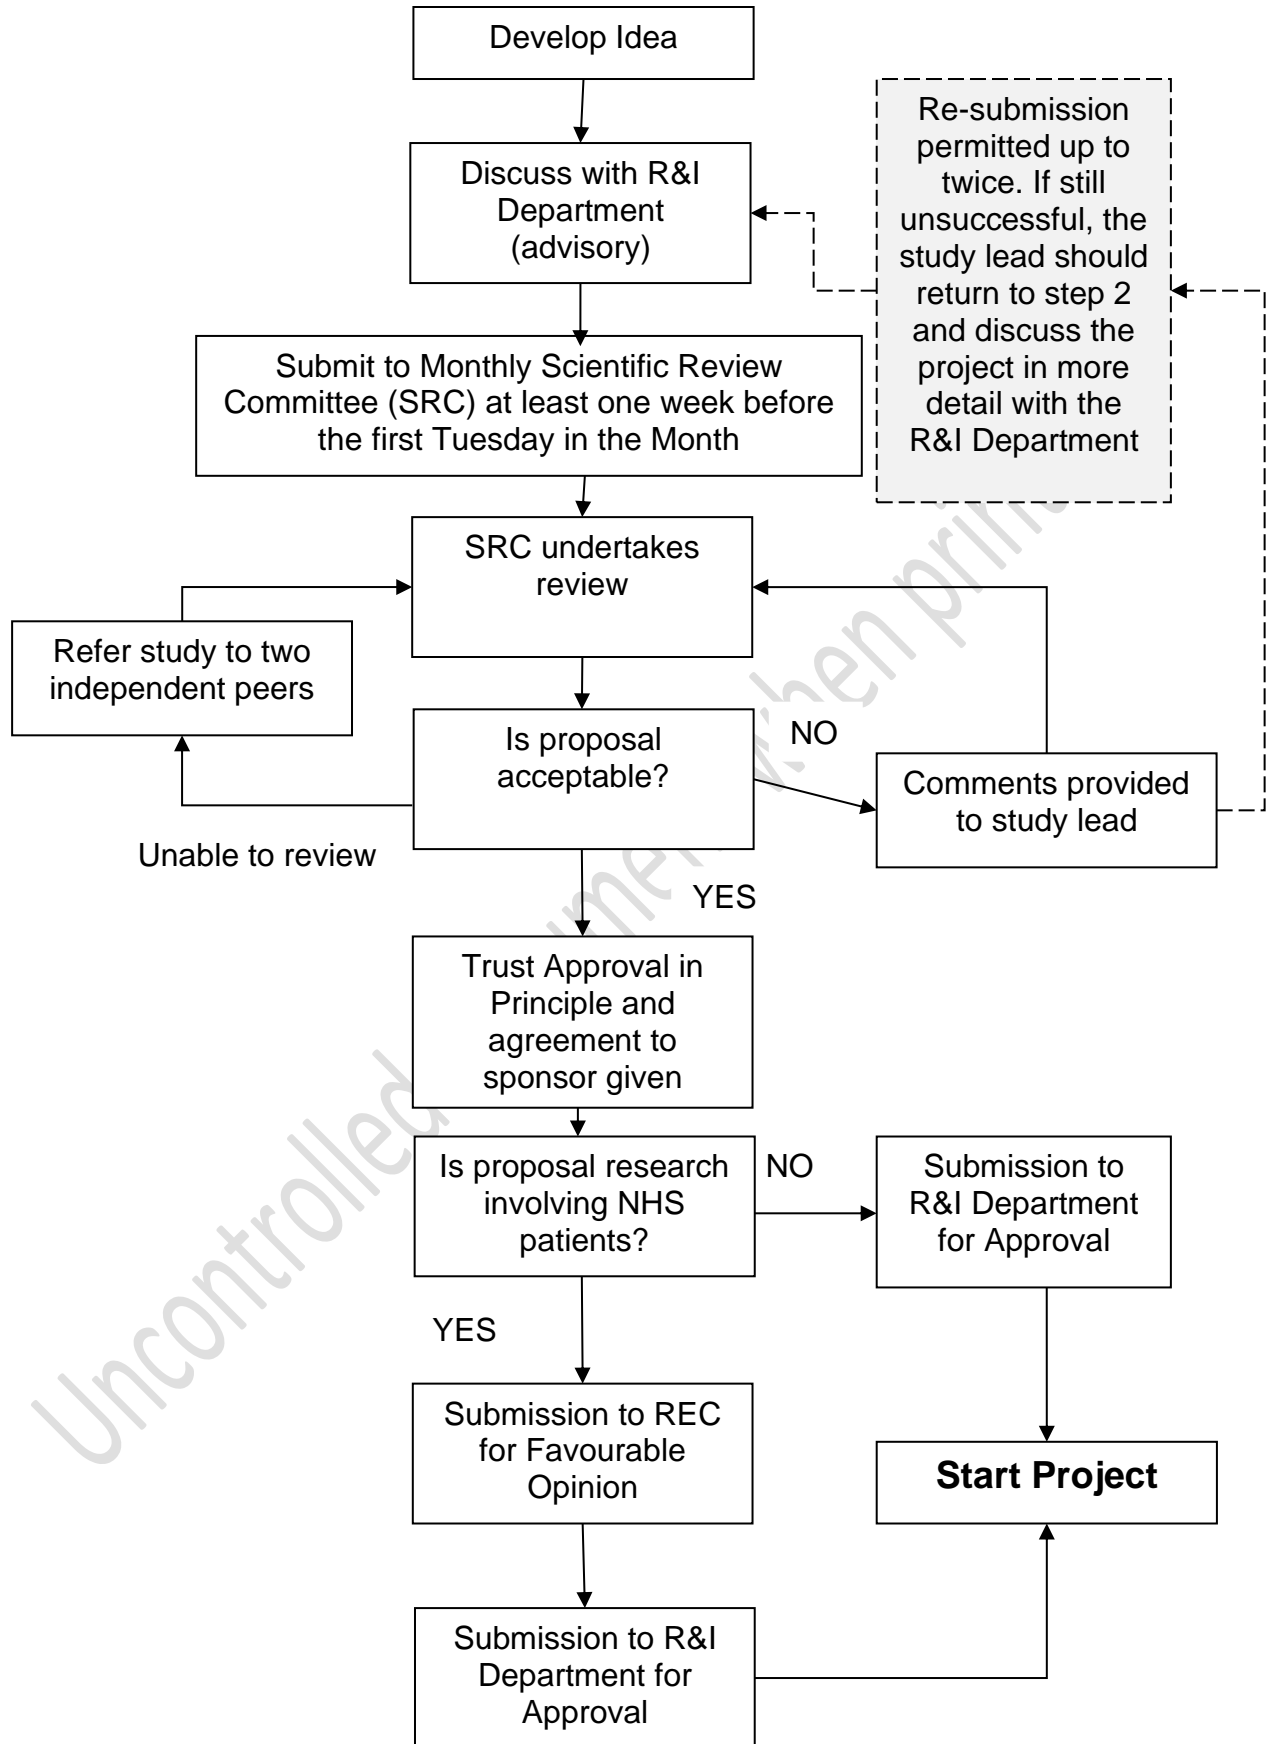 Develop Idea
Discuss with R&I
Department
(advisory)
Re-submission
permitted up to
twice. If still
unsuccessful, the
study lead should
return to step 2
and discuss the
project in more
detail with the
R&I Department
Submit to Monthly Scientific Review
Committee (SRC) at least one week before
the first Tuesday in the Month
SRC undertakes
review
Refer study to two
independent peers
Is proposal
acceptable?
NO
Comments provided
to study lead
Unable to review
YES
Trust Approval in
Principle and
agreement to
sponsor given
Is proposal research
involving NHS
patients?
NO
Submission to
R&I Department
for Approval
YES
Submission to REC
for Favourable
Opinion
Start Project
Submission to R&I
Department for
Approval
Uncontrolled